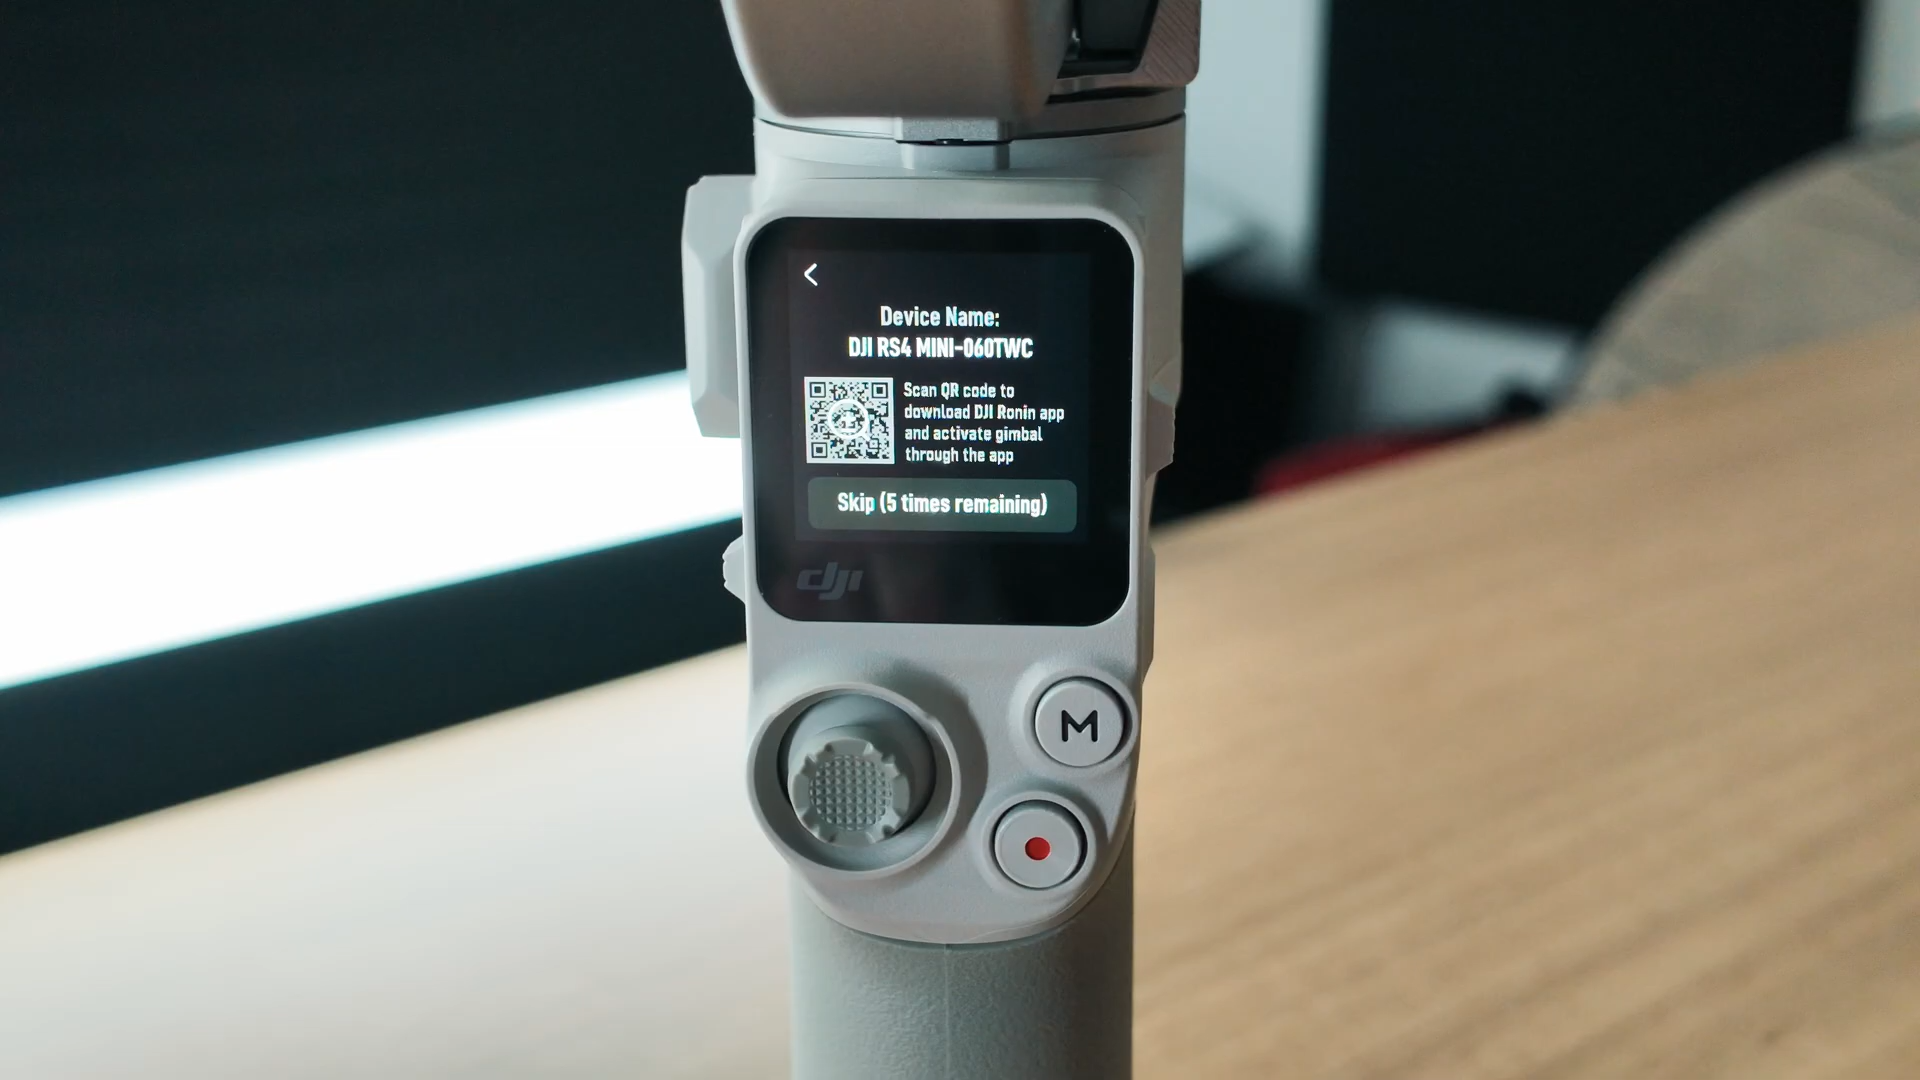 Device Name:
DJI RS4 MINI-060TWC
Scan QR code to
download DJI Ronin app
and activate gimbal
through the app
Skip (5 times remaining)
dji
M